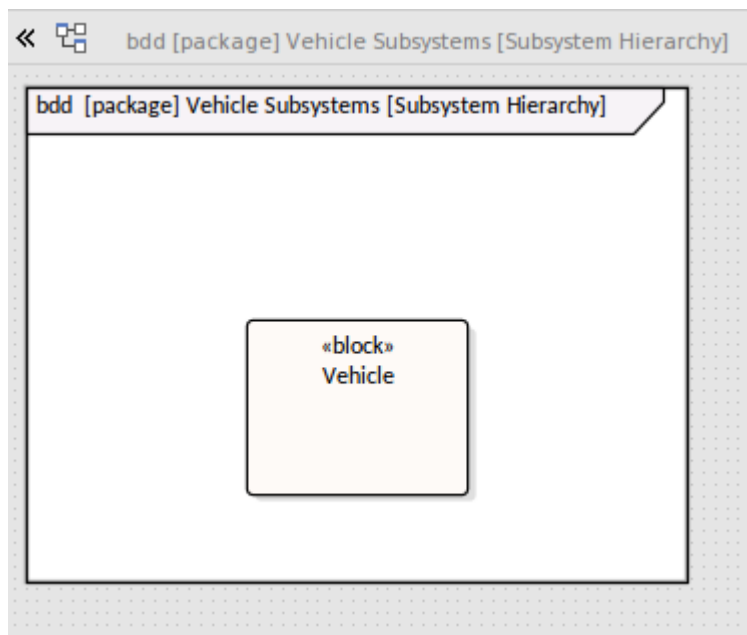 « bdd [package] Vehicle Subsystems [Subsystem Hierarchy]
bdd [package] Vehicle Subsystems [Subsystem Hierarchy]
«block»
Vehicle